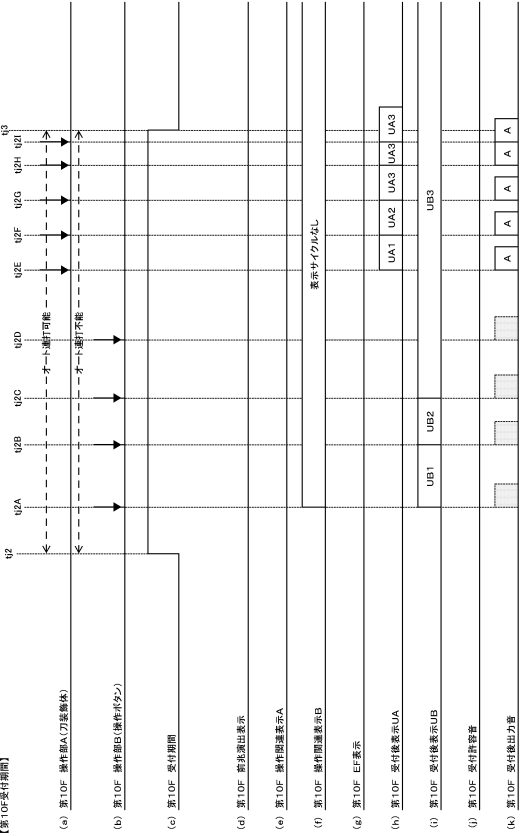 【第10F受付期間】
tj2
tj2A
tj2B
tj2C
tj2D
tj2E
tj2F
tj2G
tj2H
tj2I
tj3
(a) 第10F 操作部A(刀装飾体)
オート連打可能
オート連打不能
(b) 第10F 操作部B(操作ボタン)
(c) 第10F 受付期間
(d) 第10F 前兆演出表示
(e) 第10F 操作関連表示A
(f) 第10F 操作関連表示B
表示サイクルなし
(g) 第10F EF表示
(h) 第10F 受付後表示UA
UA1
UA2
UA3
UA3
UA3
(i) 第10F 受付後表示UB
UB1
UB2
UB3
(j) 第10F 受付許容音
(k) 第10F 受付後出力音
A
A
A
A
A